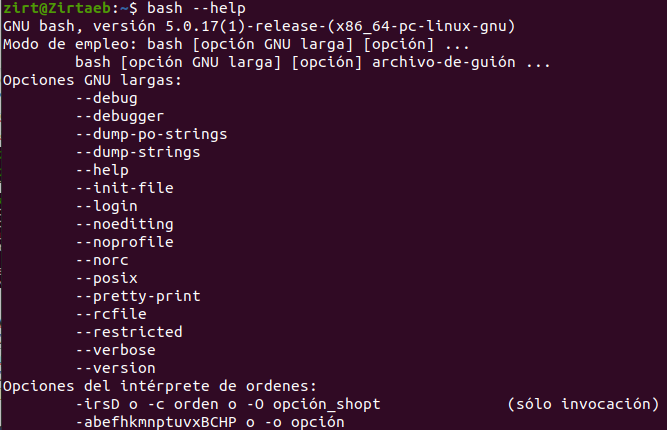 zirt@Zirtaeb:~$ bash --help
GNU bash, versión 5.0.17(1)-release-(x86_64-pc-linux-gnu)
Modo de empleo: bash [opción GNU larga] [opción] ...
bash [opción GNU larga] [opción] archivo-de-guión ...
Opciones GNU largas:
--debug
--debugger
--dump-po-strings
--dump-strings
--help
--init-file
--login
--noediting
--noprofile
--norc
--posix
--pretty-print
--rcfile
--restricted
--verbose
--version
Opciones del intérprete de ordenes:
-irsD o -c orden o -O opción_shopt (sólo invocación)
-abefhkmnptuvxBCHP o -o opción